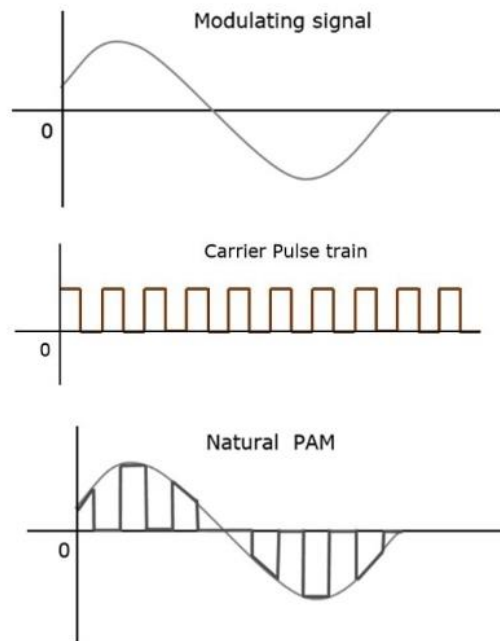 Modulating signal
0
Carrier Pulse train
0
Natural PAM
0